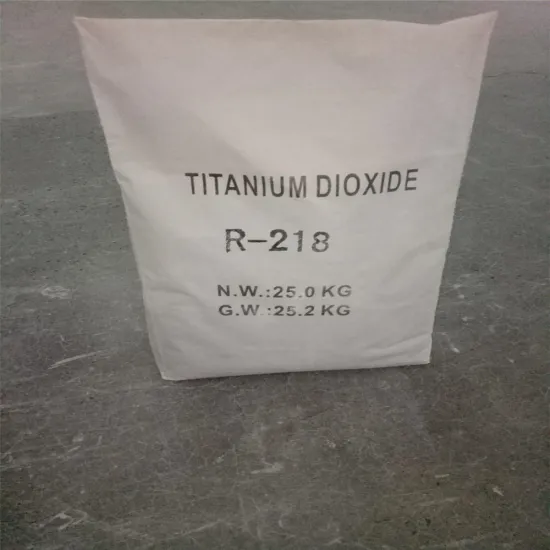 TITANIUM DIOXIDE
R-218
N.W.:25.0 KG
G.W.:25.2 KG